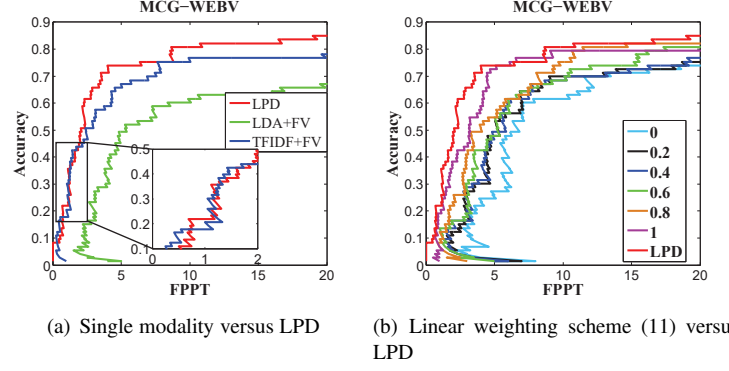 MCG-WEBV
0.9
0.8
0.7
0.6
0.5
0.4
0.3
0.2
0.1
0
Accuracy
0 5 10 15 20
FPPT
LPD
LDA+FV
TFIDF+FV
0.5
0.4
0.3
0.2
0.1
0 1 2
(a) Single modality versus LPD
MCG-WEBV
0.9
0.8
0.7
0.6
0.5
0.4
0.3
0.2
0.1
0
Accuracy
0 5 10 15 20
FPPT
0
0.2
0.4
0.6
0.8
1
LPD
(b) Linear weighting scheme (11) versus
LPD